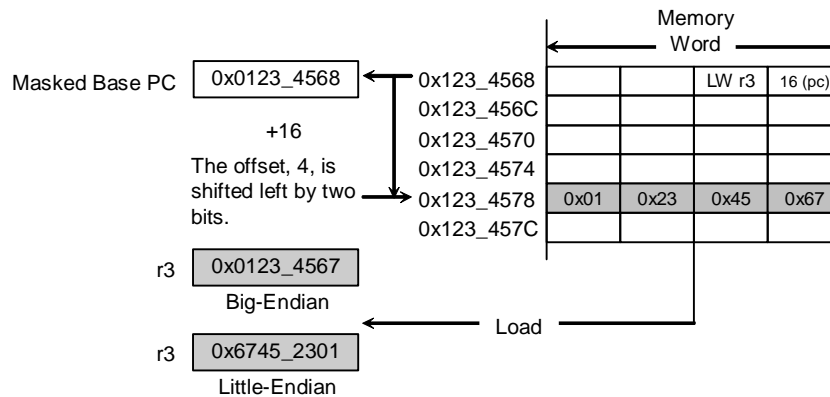 Memory
Word
Masked Base PC 0x0123_4568 0x123_4568 LW r3 16 (pc)
0x123_456C
+16 0x123_4570
The offset, 4, is 0x123_4574
shifted left by two
bits.
0x123_4578 0x01 0x23 0x45 0x67
0x123_457C
r3 0x0123_4567
Big-Endian
Load
r3 0x6745_2301
Little-Endian